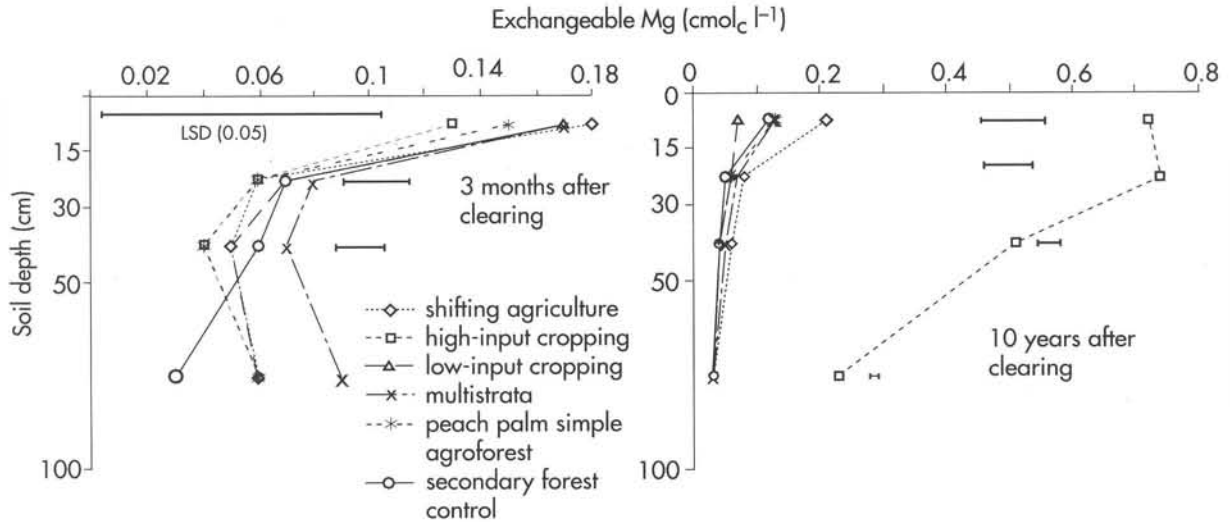 Exchangeable Mg (cmolc l–1)
0.02 0.06 0.1 0.14 0.18
LSD (0.05)
15
30
50
100
Soil depth (cm)
3 months after
clearing
shifting agriculture
high-input cropping
low-input cropping
multistrata
peach palm simple
agroforest
secondary forest
control
0 0.2 0.4 0.6 0.8
0
15
30
50
100
10 years after
clearing